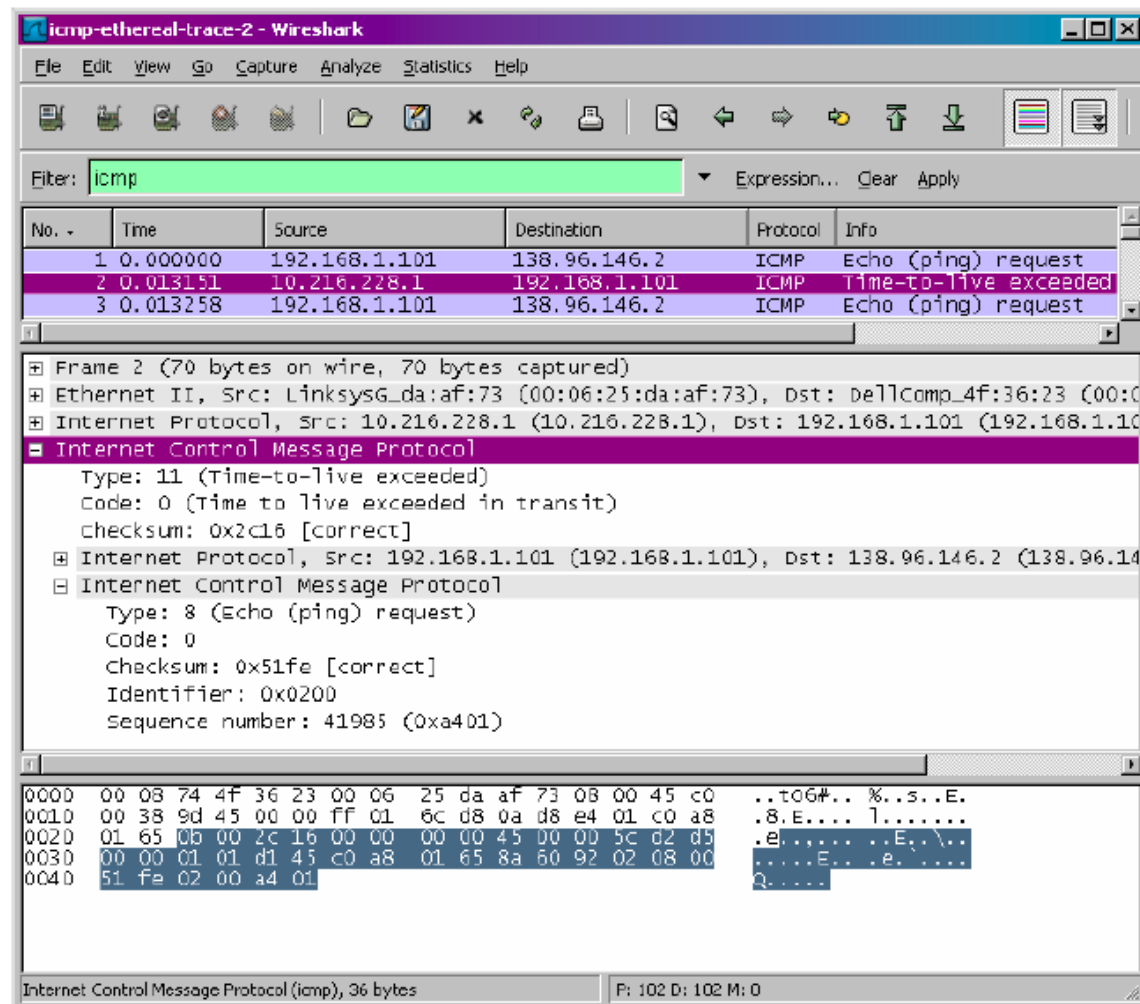 icmp-ethereal-trace-2 - Wireshark
File Edit View Go Capture Analyze Statistics Help
Filter: icmp Expression... Clear Apply
No. - Time Source Destination Protocol Info
1 0.000000 192.168.1.101 138.96.146.2 ICMP Echo (ping) request
2 0.013151 10.216.228.1 192.168.1.101 ICMP Time-to-live exceeded
3 0.013258 192.168.1.101 138.96.146.2 ICMP Echo (ping) request
Frame 2 (70 bytes on wire, 70 bytes captured)
Ethernet II, Src: LinksysG_da:af:73 (00:06:25:da:af:73), Dst: DellComp_4f:36:23 (00:0
Internet Protocol, Src: 10.216.228.1 (10.216.228.1), Dst: 192.168.1.101 (192.168.1.10
Internet Control Message Protocol
Type: 11 (Time-to-live exceeded)
Code: 0 (Time to live exceeded in transit)
Checksum: 0x2c16 [correct]
Internet Protocol, Src: 192.168.1.101 (192.168.1.101), Dst: 138.96.146.2 (138.96.14
Internet Control Message Protocol
Type: 8 (Echo (ping) request)
Code: 0
Checksum: 0x51fe [correct]
Identifier: 0x0200
Sequence number: 41985 (0xa401)
0000 00 08 74 4f 36 23 00 06 25 da af 73 08 00 45 c0 ..tO6#.. %..s..E.
0010 00 38 9d 45 00 00 ff 01 6c d8 0a d8 e4 01 c0 a8 .8.E.... l.......
0020 01 65 0b 00 2c 16 00 00 00 00 45 00 00 5c d2 d5 .e..,... ..E..\..
0030 00 00 01 01 d1 45 c0 a8 01 65 8a 60 92 02 08 00 .....E.. .e.`....
0040 51 fe 02 00 a4 01 Q.....
Internet Control Message Protocol (icmp), 36 bytes P: 102 D: 102 M: 0